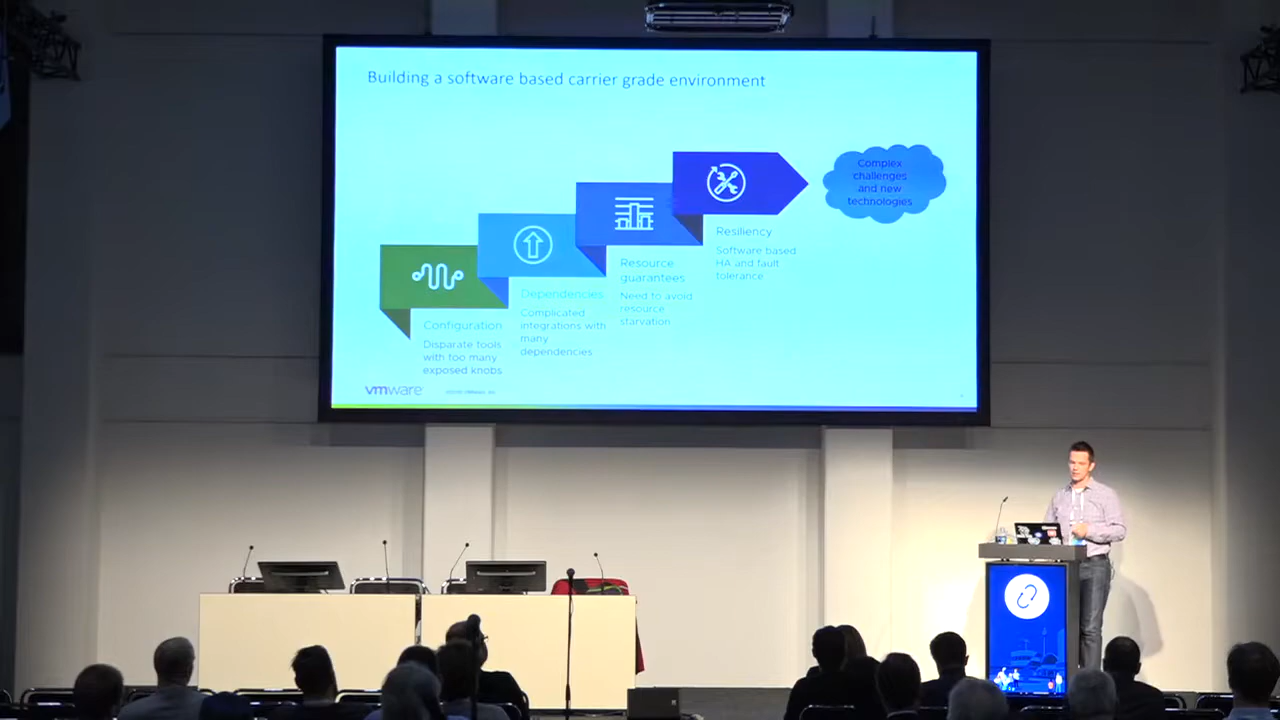 Building a software based carrier grade environment
Complex
challenges
and new
technologies
Resiliency
Software based
HA and fault
tolerance
Resource
guarantees
Need to avoid
resource
starvation
Dependencies
Complicated
integrations with
many
dependencies
Configuration
Disparate tools
with too many
exposed knobs
vmware